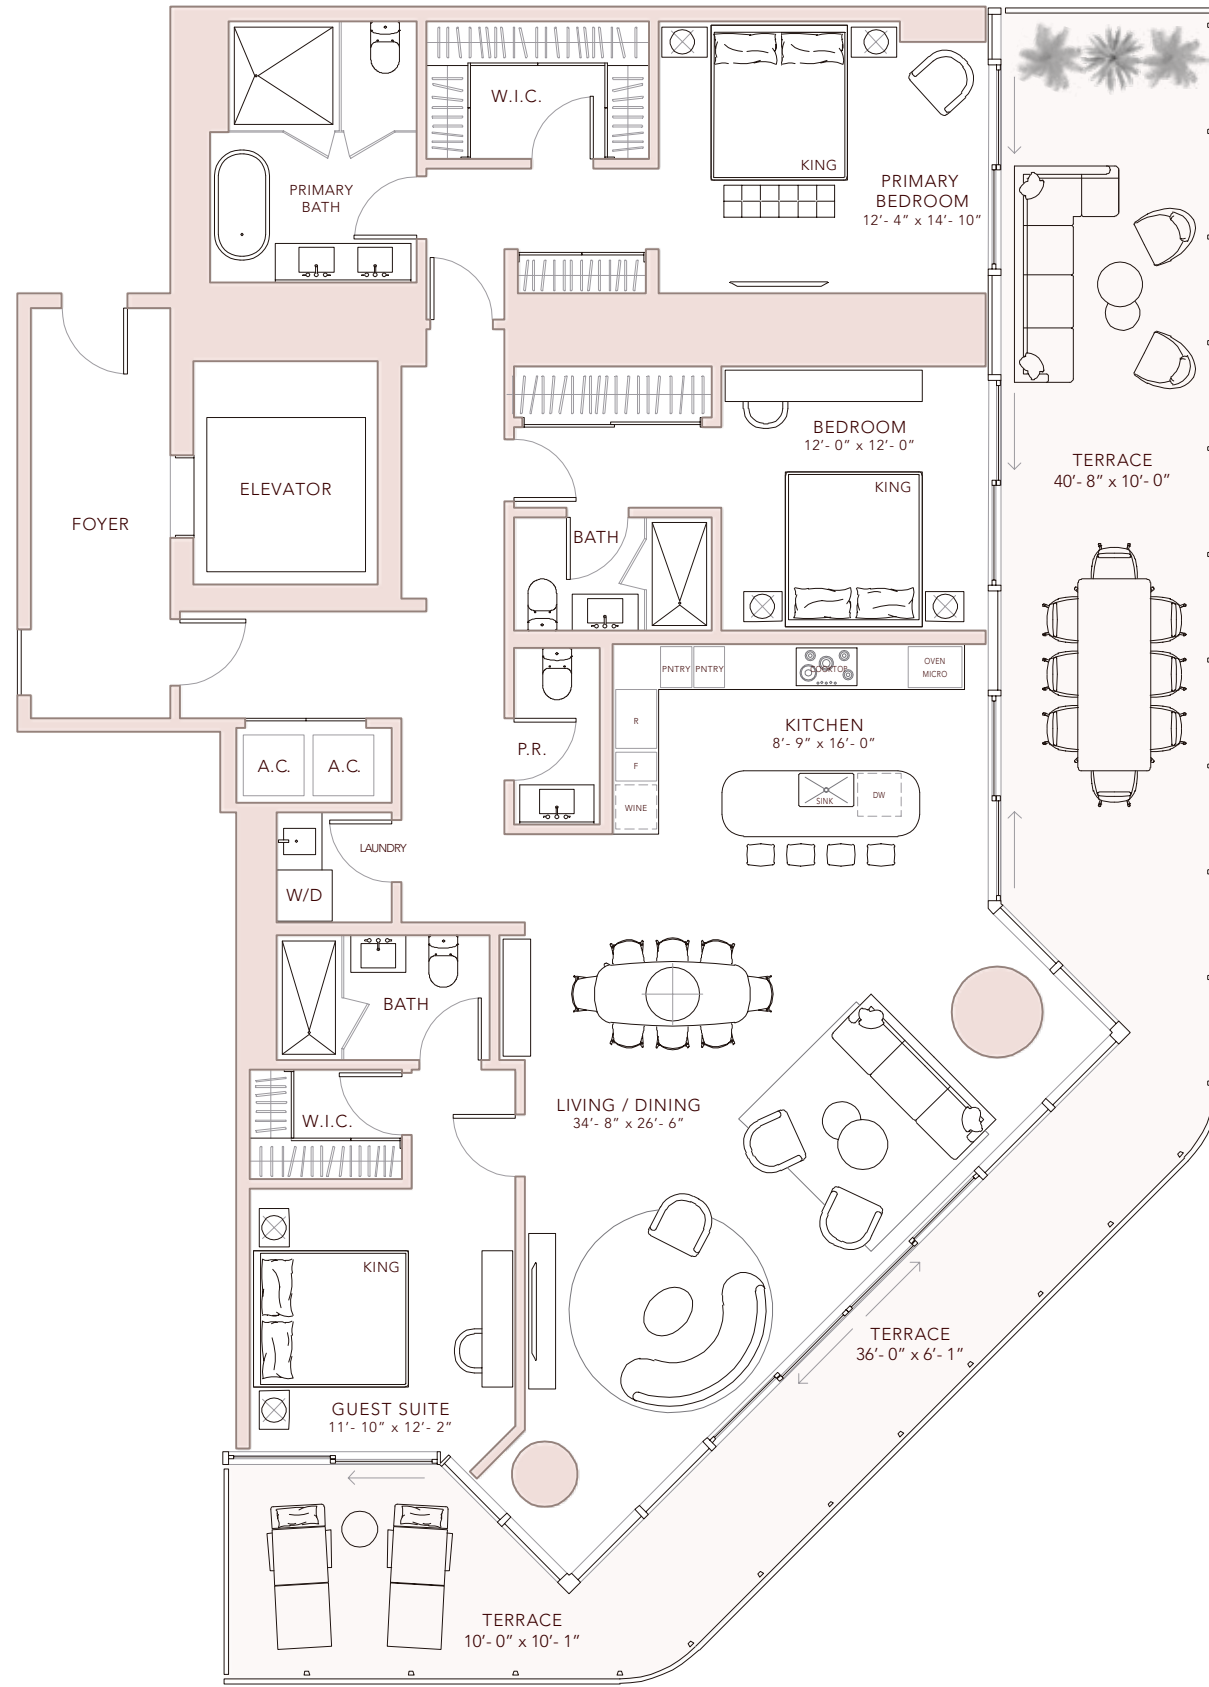 W.I.C.
KING
PRIMARY
BATH
PRIMARY
BEDROOM
12'- 4" x 14'- 10"
BEDROOM
12'- 0" x 12'- 0"
TERRACE
40'- 8" x 10'- 0"
ELEVATOR
KING
FOYER
BATH
PNTRY
PNTRY
COOKTOP
OVEN
MICRO
R
KITCHEN
8'- 9" x 16'- 0"
P.R.
A.C.
A.C.
F
WINE
SINK
DW
LAUNDRY
W/D
BATH
LIVING / DINING
34'- 8" x 26'- 6"
W.I.C.
KING
TERRACE
36'- 0" x 6'- 1"
GUEST SUITE
11'- 10" x 12'- 2"
TERRACE
10'- 0" x 10'- 1"